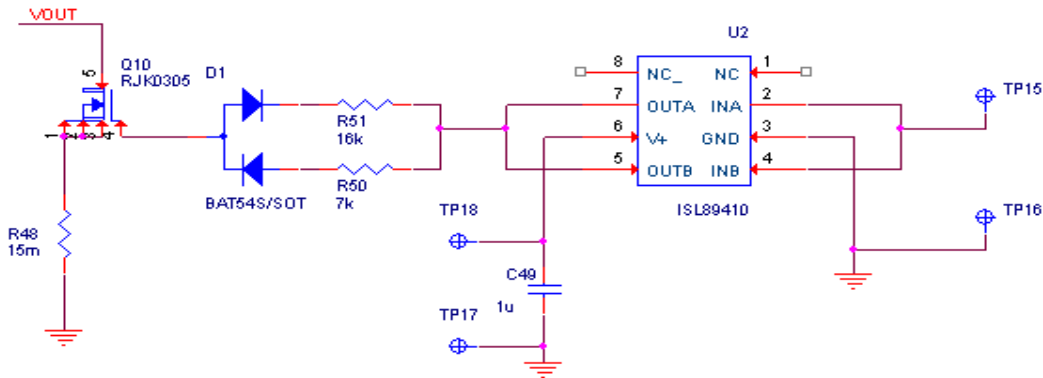 VOUT
U2
Q10
RJK0305
D1
5
1
2
3
4
8
NC_
NC
1
7
OUTA
INA
2
6
V+
GND
3
5
OUTB
INB
4
ISL89410
R51
16k
R50
7k
BAT54S/SOT
TP15
TP16
TP18
R48
15m
C49
1u
TP17